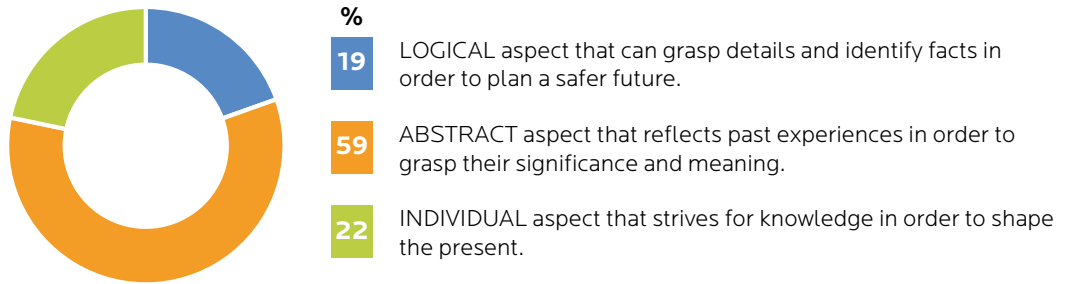 %
19
LOGICAL aspect that can grasp details and identify facts in
order to plan a safer future.
59
ABSTRACT aspect that reflects past experiences in order to
grasp their significance and meaning.
22
INDIVIDUAL aspect that strives for knowledge in order to shape
the present.